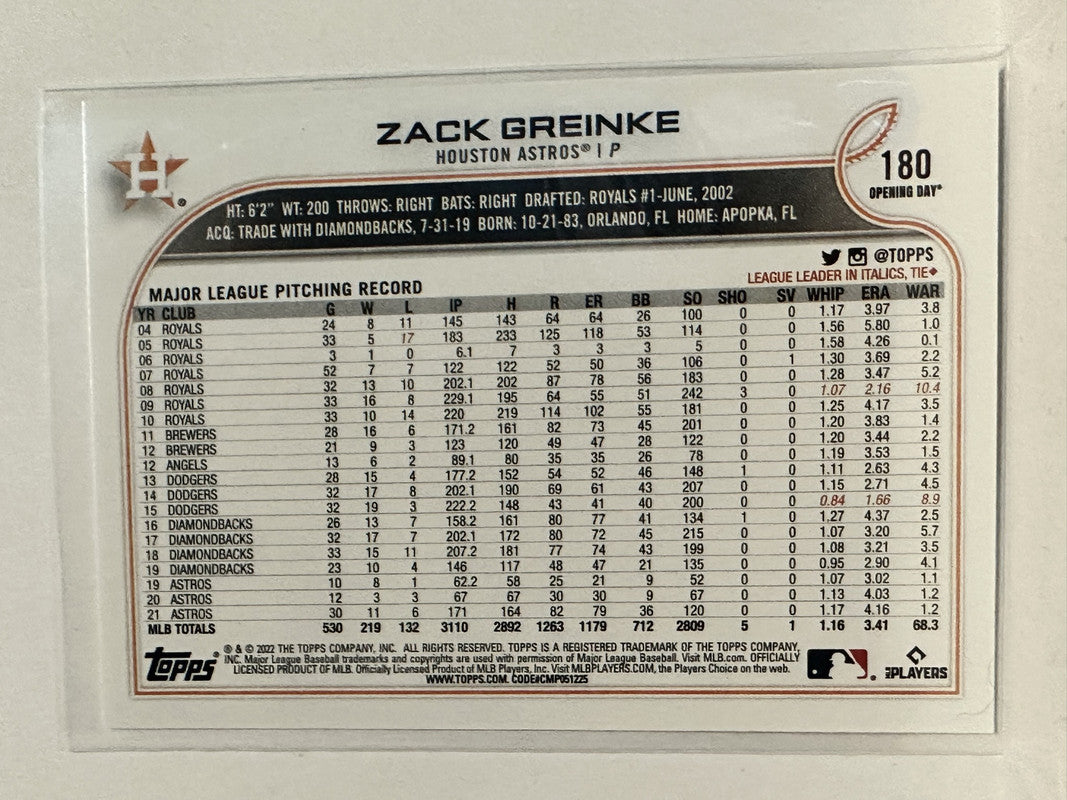 ZACK GREINKE
HOUSTON ASTROS® | P
180
OPENING DAY®
HT: 6'2" WT: 200 THROWS: RIGHT BATS: RIGHT DRAFTED: ROYALS #1-JUNE, 2002
ACQ: TRADE WITH DIAMONDBACKS, 7-31-19 BORN: 10-21-83, ORLANDO, FL HOME: APOPKA, FL
@TOPPS
MAJOR LEAGUE PITCHING RECORD
LEAGUE LEADER IN ITALICS, TIE◆
YR CLUB G W L IP H R ER BB SO SHO SV WHIP ERA WAR
04 ROYALS 24 8 11 145 143 64 64 26 100 0 0 1.17 3.97 3.8
05 ROYALS 33 5 17 183 233 125 118 53 114 0 0 1.56 5.80 1.0
06 ROYALS 3 1 0 6.1 7 3 3 3 5 0 0 1.58 4.26 0.1
07 ROYALS 52 7 7 122 122 52 50 36 106 0 1 1.30 3.69 2.2
08 ROYALS 32 13 10 202.1 202 87 78 56 183 0 0 1.28 3.47 5.2
09 ROYALS 33 16 8 229.1 195 64 55 51 242 3 0 1.07 2.16 10.4
10 ROYALS 33 10 14 220 219 114 102 55 181 0 0 1.25 4.17 3.5
11 BREWERS 28 16 6 171.2 161 82 73 45 201 0 0 1.20 3.83 1.4
12 BREWERS 21 9 3 123 120 49 47 28 122 0 0 1.20 3.44 2.2
12 ANGELS 13 6 2 89.1 80 35 35 26 78 0 0 1.19 3.53 1.5
13 DODGERS 28 15 4 177.2 152 54 52 46 148 1 0 1.11 2.63 4.3
14 DODGERS 32 17 8 202.1 190 69 61 43 207 0 0 1.15 2.71 4.5
15 DODGERS 32 19 3 222.2 148 43 41 40 200 0 0 0.84 1.66 8.9
16 DIAMONDBACKS 26 13 7 158.2 161 80 77 41 134 1 0 1.27 4.37 2.5
17 DIAMONDBACKS 32 17 7 202.1 172 80 72 45 215 0 0 1.07 3.20 5.7
18 DIAMONDBACKS 33 15 11 207.2 181 77 74 43 199 0 0 1.08 3.21 3.5
19 DIAMONDBACKS 23 10 4 146 117 48 47 21 135 0 0 0.95 2.90 4.1
19 ASTROS 10 8 1 62.2 58 25 21 9 52 0 0 1.07 3.02 1.1
20 ASTROS 12 3 3 67 67 30 30 9 67 0 0 1.13 4.03 1.2
21 ASTROS 30 11 6 171 164 82 79 36 120 0 0 1.17 4.16 1.2
MLB TOTALS 530 219 132 3110 2892 1263 1179 712 2809 5 1 1.16 3.41 68.3
TOPPS®
® & © 2022 THE TOPPS COMPANY, INC. ALL RIGHTS RESERVED. TOPPS IS A REGISTERED TRADEMARK OF THE TOPPS COMPANY,
INC. Major League Baseball trademarks and copyrights are used with permission of Major League Baseball. Visit MLB.com. OFFICIALLY
LICENSED PRODUCT OF MLB. Officially Licensed Product of MLB Players, Inc. Visit MLBPLAYERS.COM, the Players Choice on the web.
WWW.TOPPS.COM. CODE#CMP051225
MLB PLAYERS
H